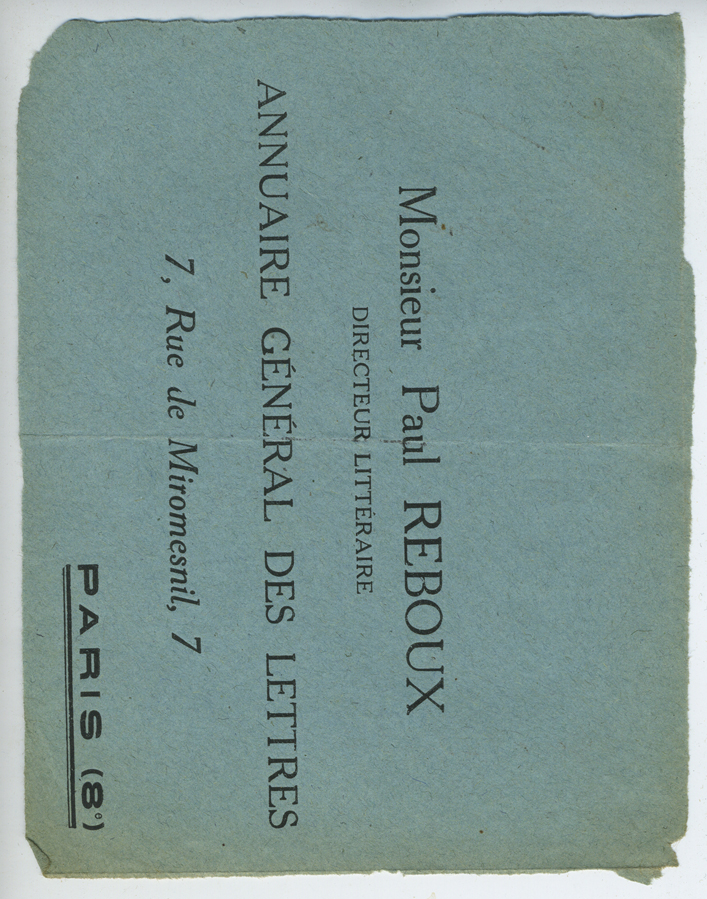 Monsieur Paul REBOUX
DIRECTEUR LITTÉRAIRE
ANNUAIRE GÉNÉRAL DES LETTRES
7, Rue de Miromesnil, 7
PARIS (8e)